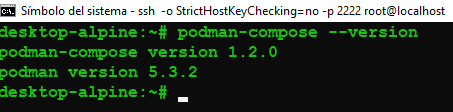 Símbolo del sistema - ssh -o StrictHostKeyChecking=no -p 2222 root@localhost
desktop-alpine:~# podman-compose --version
podman-compose version 1.2.0
podman version 5.3.2
desktop-alpine:~#